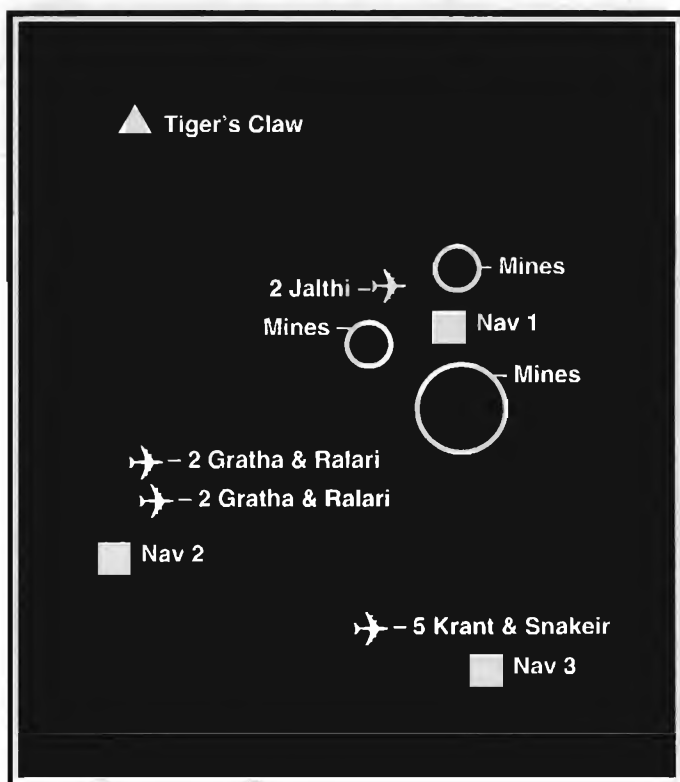 Tiger's Claw
Mines
2 Jalthi –
Mines
Nav 1
Mines
– 2 Gratha & Ralari
– 2 Gratha & Ralari
Nav 2
– 5 Krant & Snakeir
Nav 3